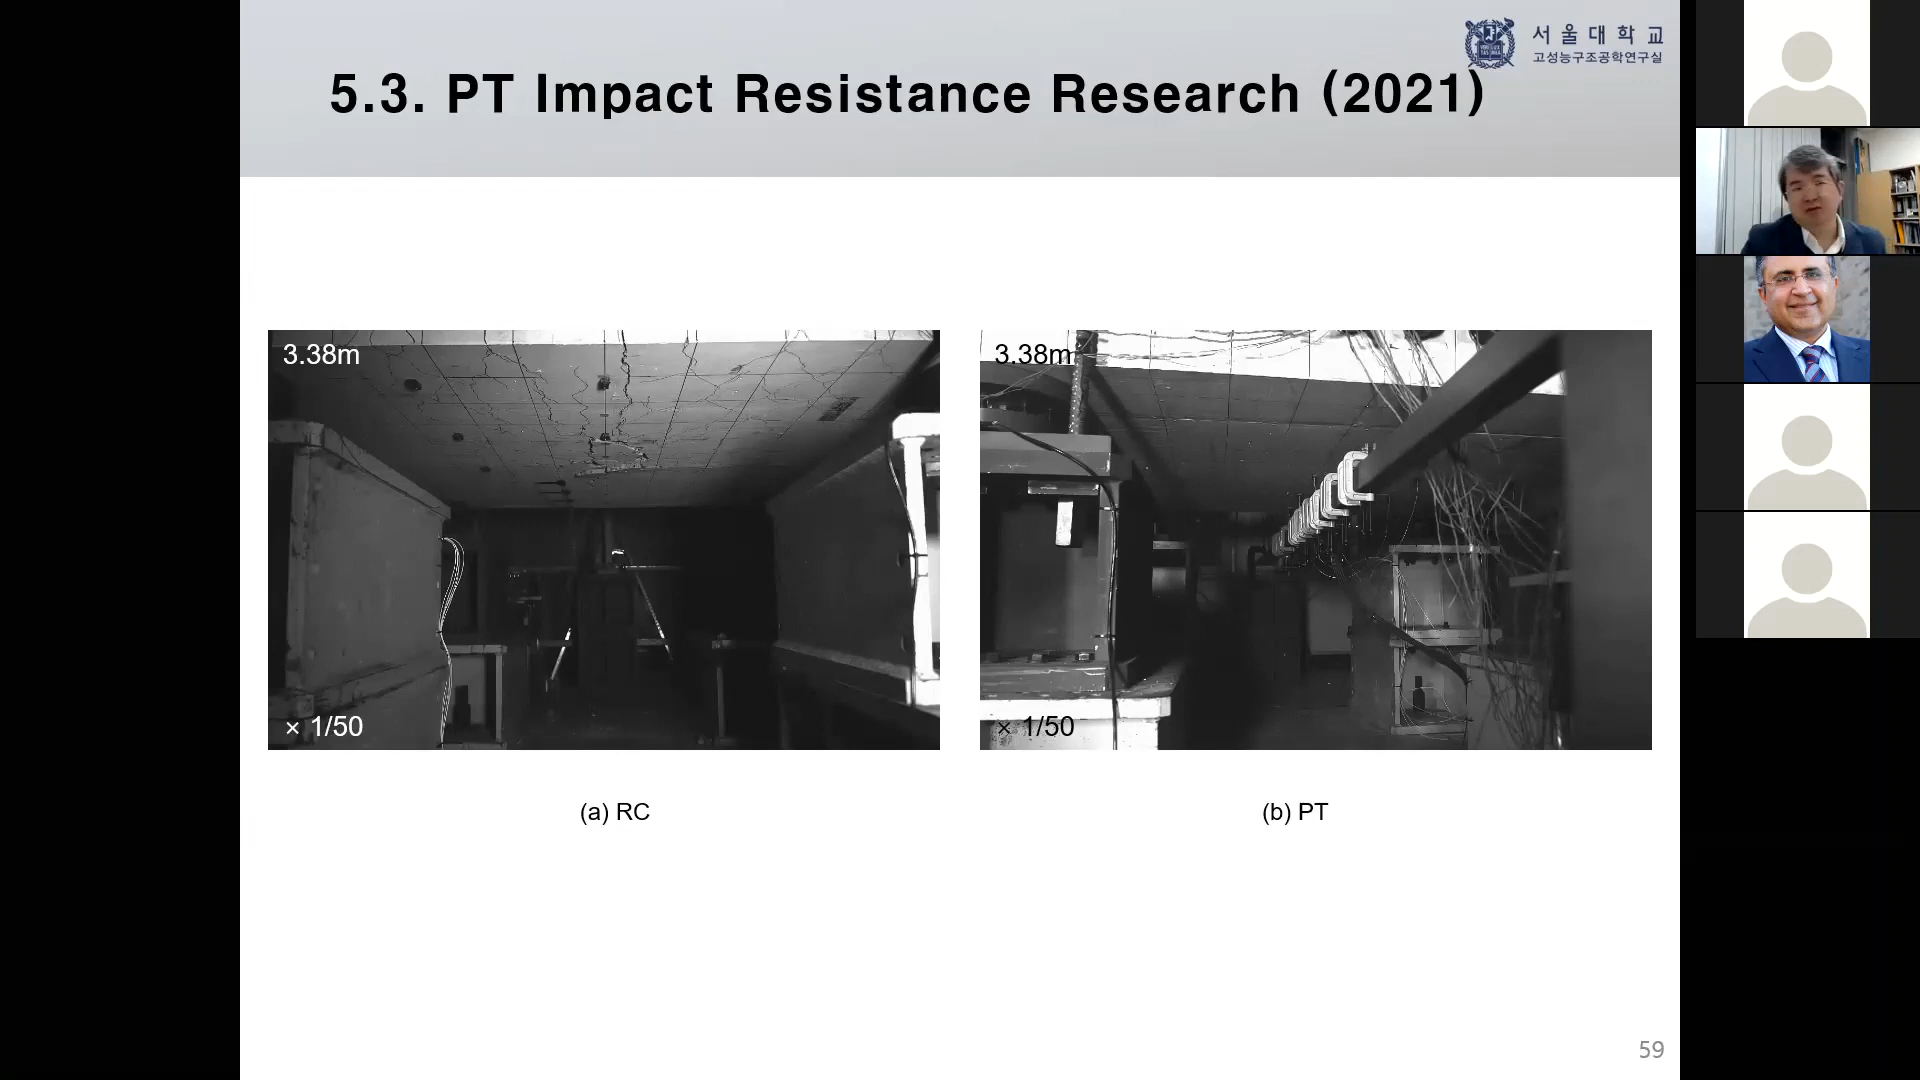 서울대학교
고성능구조공학연구실
5.3. PT Impact Resistance Research (2021)
3.38m
× 1/50
3.38m
× 1/50
(a) RC
(b) PT
59